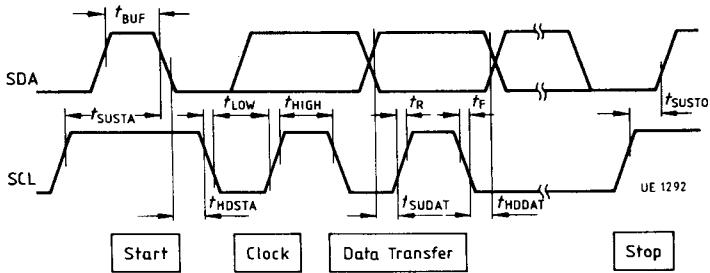 tBUF
SDA
tSUSTA
tLOW
tHIGH
tR
tF
tSUSTO
SCL
tHDSTA
tSUDAT
tHDDAT
UE 1292
Start
Clock
Data Transfer
Stop